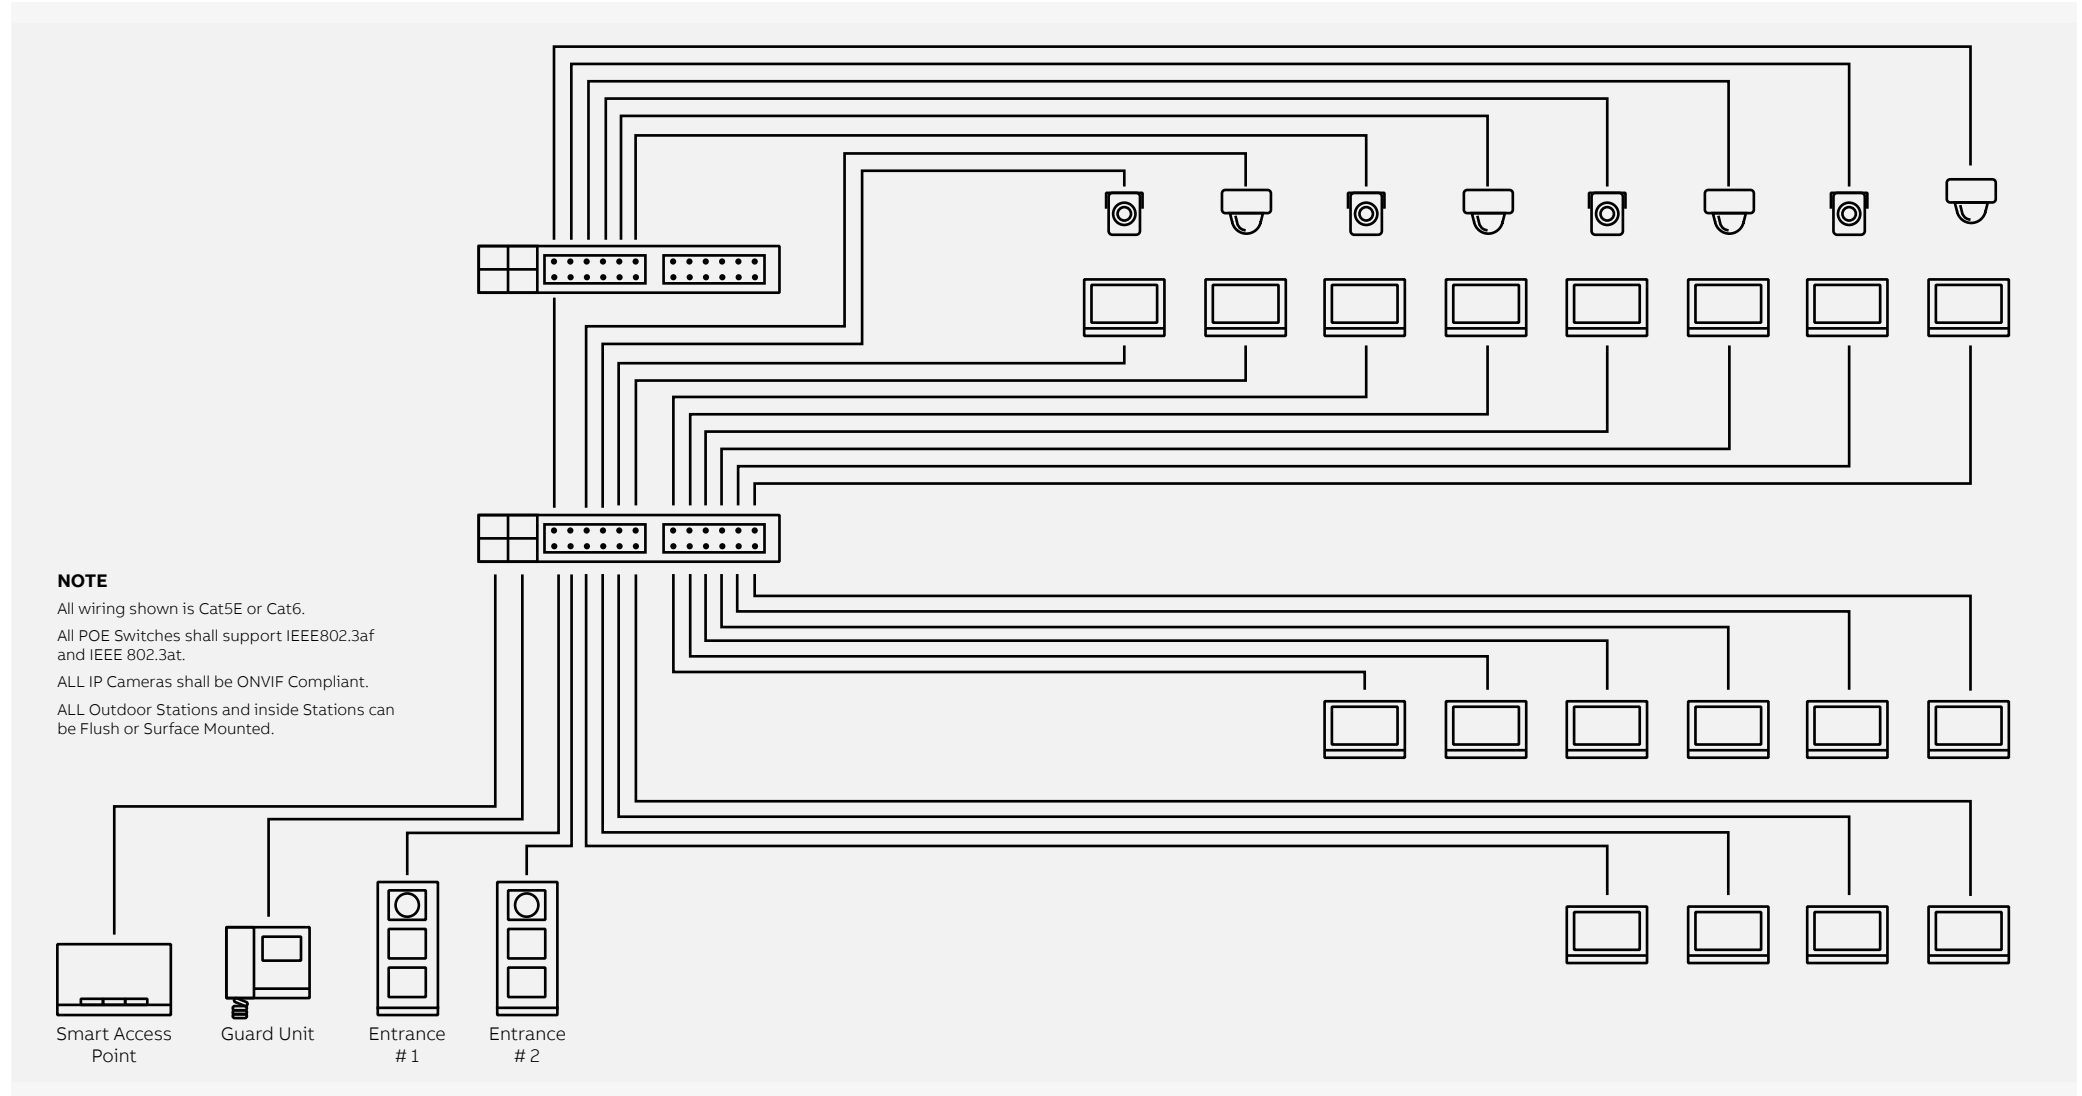 NOTE
All wiring shown is Cat5E or Cat6.
All POE Switches shall support IEEE802.3af
and IEEE 802.3at.
ALL IP Cameras shall be ONVIF Compliant.
ALL Outdoor Stations and inside Stations can
be Flush or Surface Mounted.
Smart Access
Point
Guard Unit
Entrance
# 1
Entrance
# 2